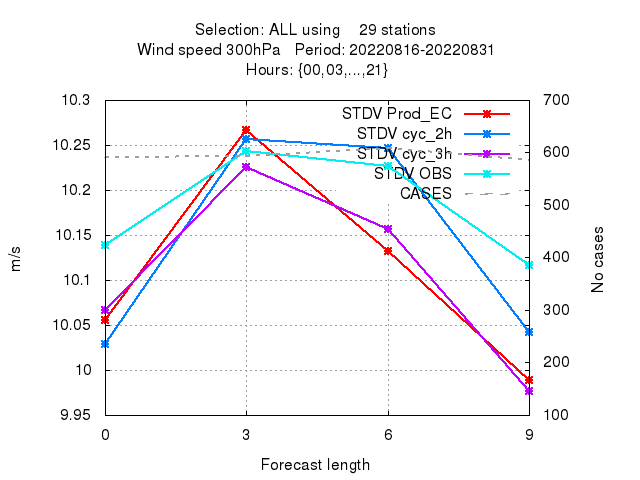 Selection: ALL using    29 stations
Wind speed 300hPa   Period: 20220816-20220831
Hours: {00,03,...,21}
10.3
10.25
10.2
10.15
10.1
10.05
10
9.95
m/s
700
600
500
400
300
200
100
No cases
STDV Prod_EC
STDV cyc_2h
STDV cyc_3h
STDV OBS
CASES
0 3 6 9
Forecast length